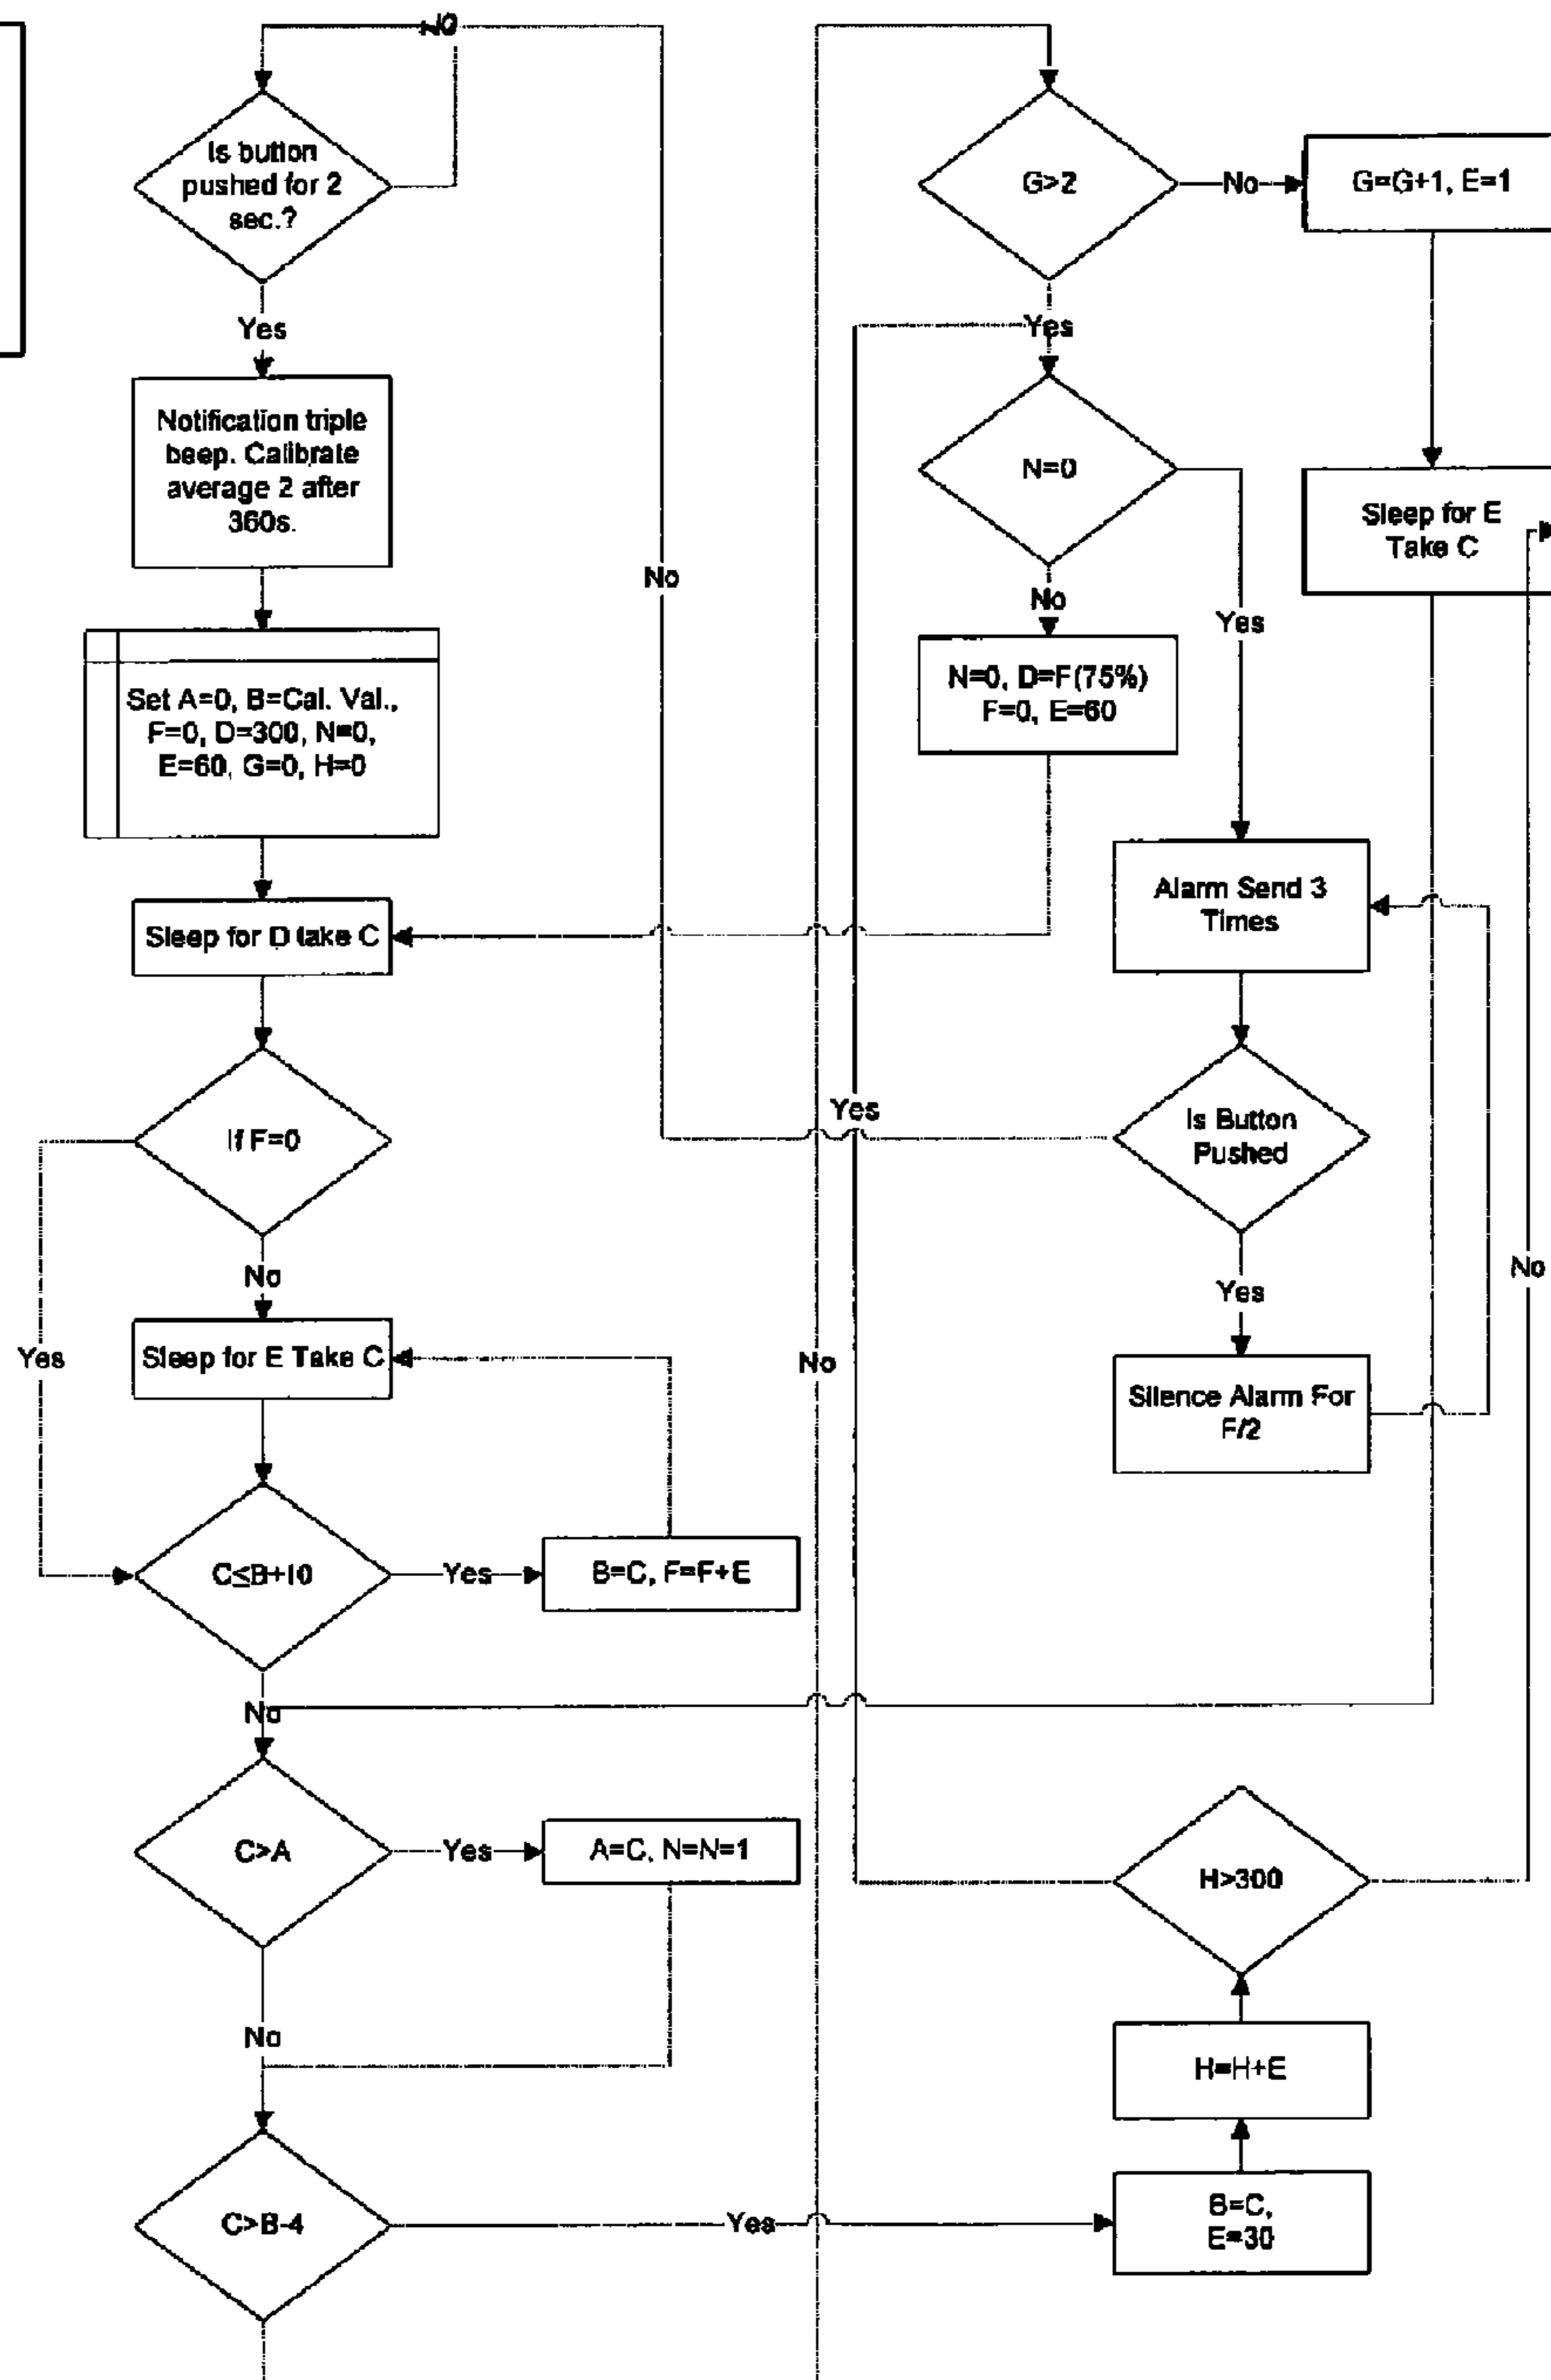 NO
Is button
pushed for 2
sec.?
Yes
Notification triple
beep. Calibrate
average 2 after
360s.
Set A=0, B=Cal. Val.,
F=0, D=300, N=0,
E=60, G=0, H=0
Sleep for D take C
If F=0
No
Yes
Sleep for E Take C
C≤B+10
Yes
B=C, F=F+E
No
C>A
Yes
A=C, N=N=1
No
C>B-4
Yes
No
No
G>2
No
G=G+1, E=1
Yes
N=0
Sleep for E
Take C
No
Yes
N=0, D=F(75%)
F=0, E=60
Alarm Send 3
Times
Yes
Is Button
Pushed
Yes
No
Silence Alarm For
F/2
H>300
H=H+E
B=C,
E=30